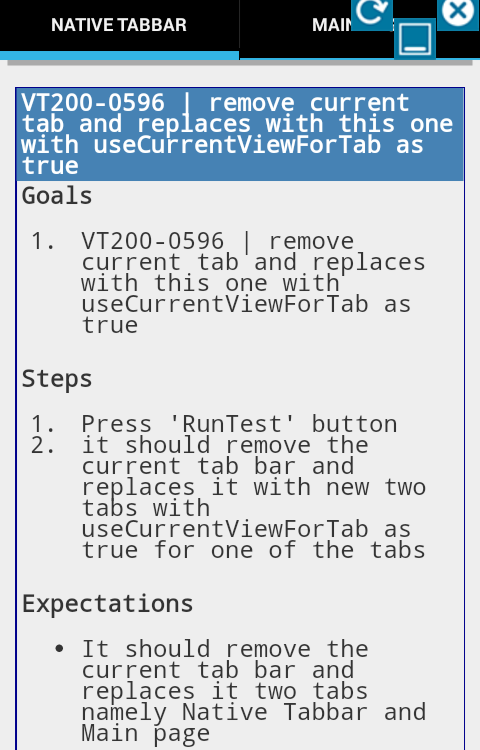 NATIVE TABBAR
MAIN
VT200-0596 | remove current
tab and replaces with this one
with useCurrentViewForTab as
true
Goals
1. VT200-0596 | remove
current tab and replaces
with this one with
useCurrentViewForTab as
true
Steps
1. Press 'RunTest' button
2. it should remove the
current tab bar and
replaces it with new two
tabs with
useCurrentViewForTab as
true for one of the tabs
Expectations
• It should remove the
current tab bar and
replaces it two tabs
namely Native Tabbar and
Main page